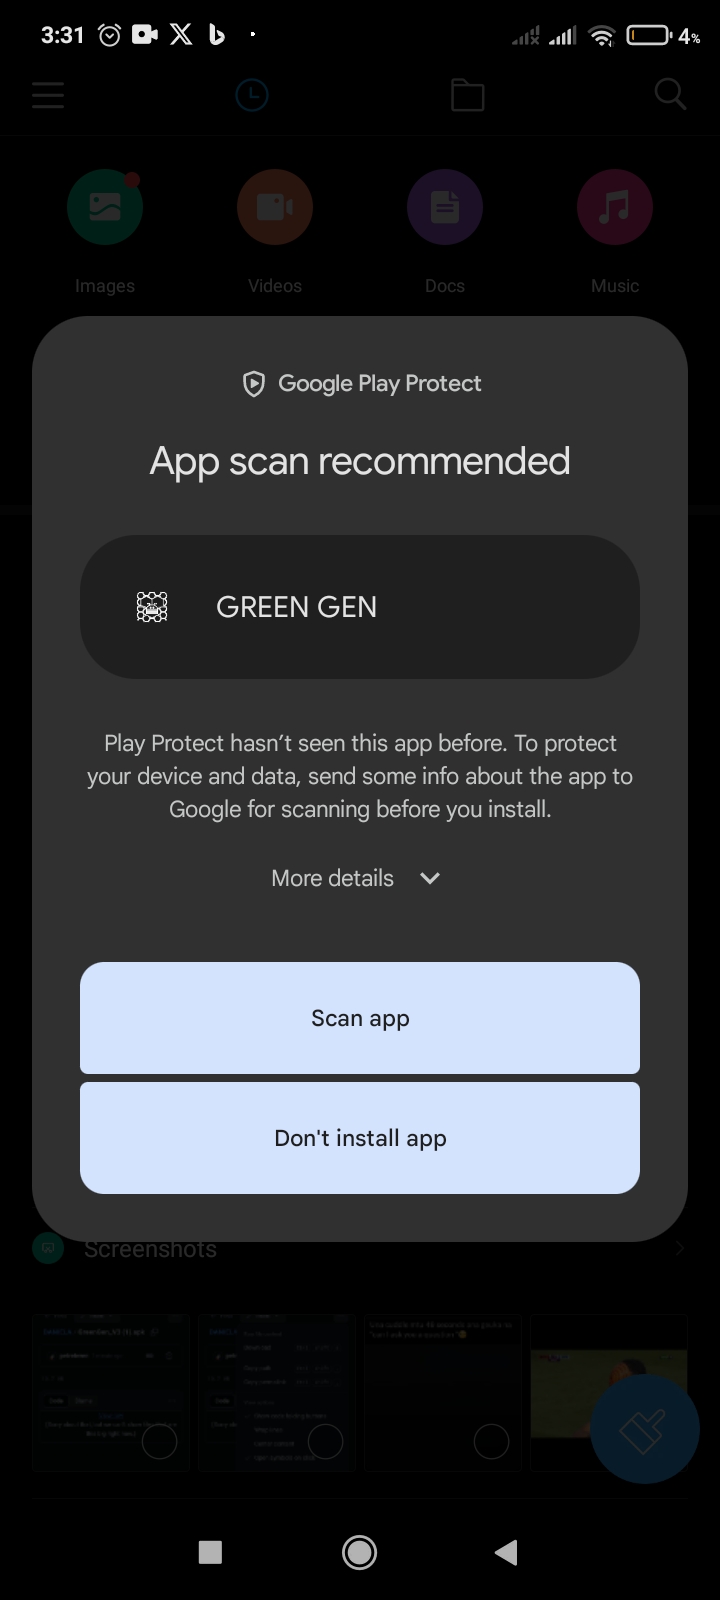 3:31
4%
Images
Videos
Docs
Music
Google Play Protect
App scan recommended
GREEN GEN
Play Protect hasn’t seen this app before. To protect
your device and data, send some info about the app to
Google for scanning before you install.
More details
Scan app
Don't install app
Screenshots